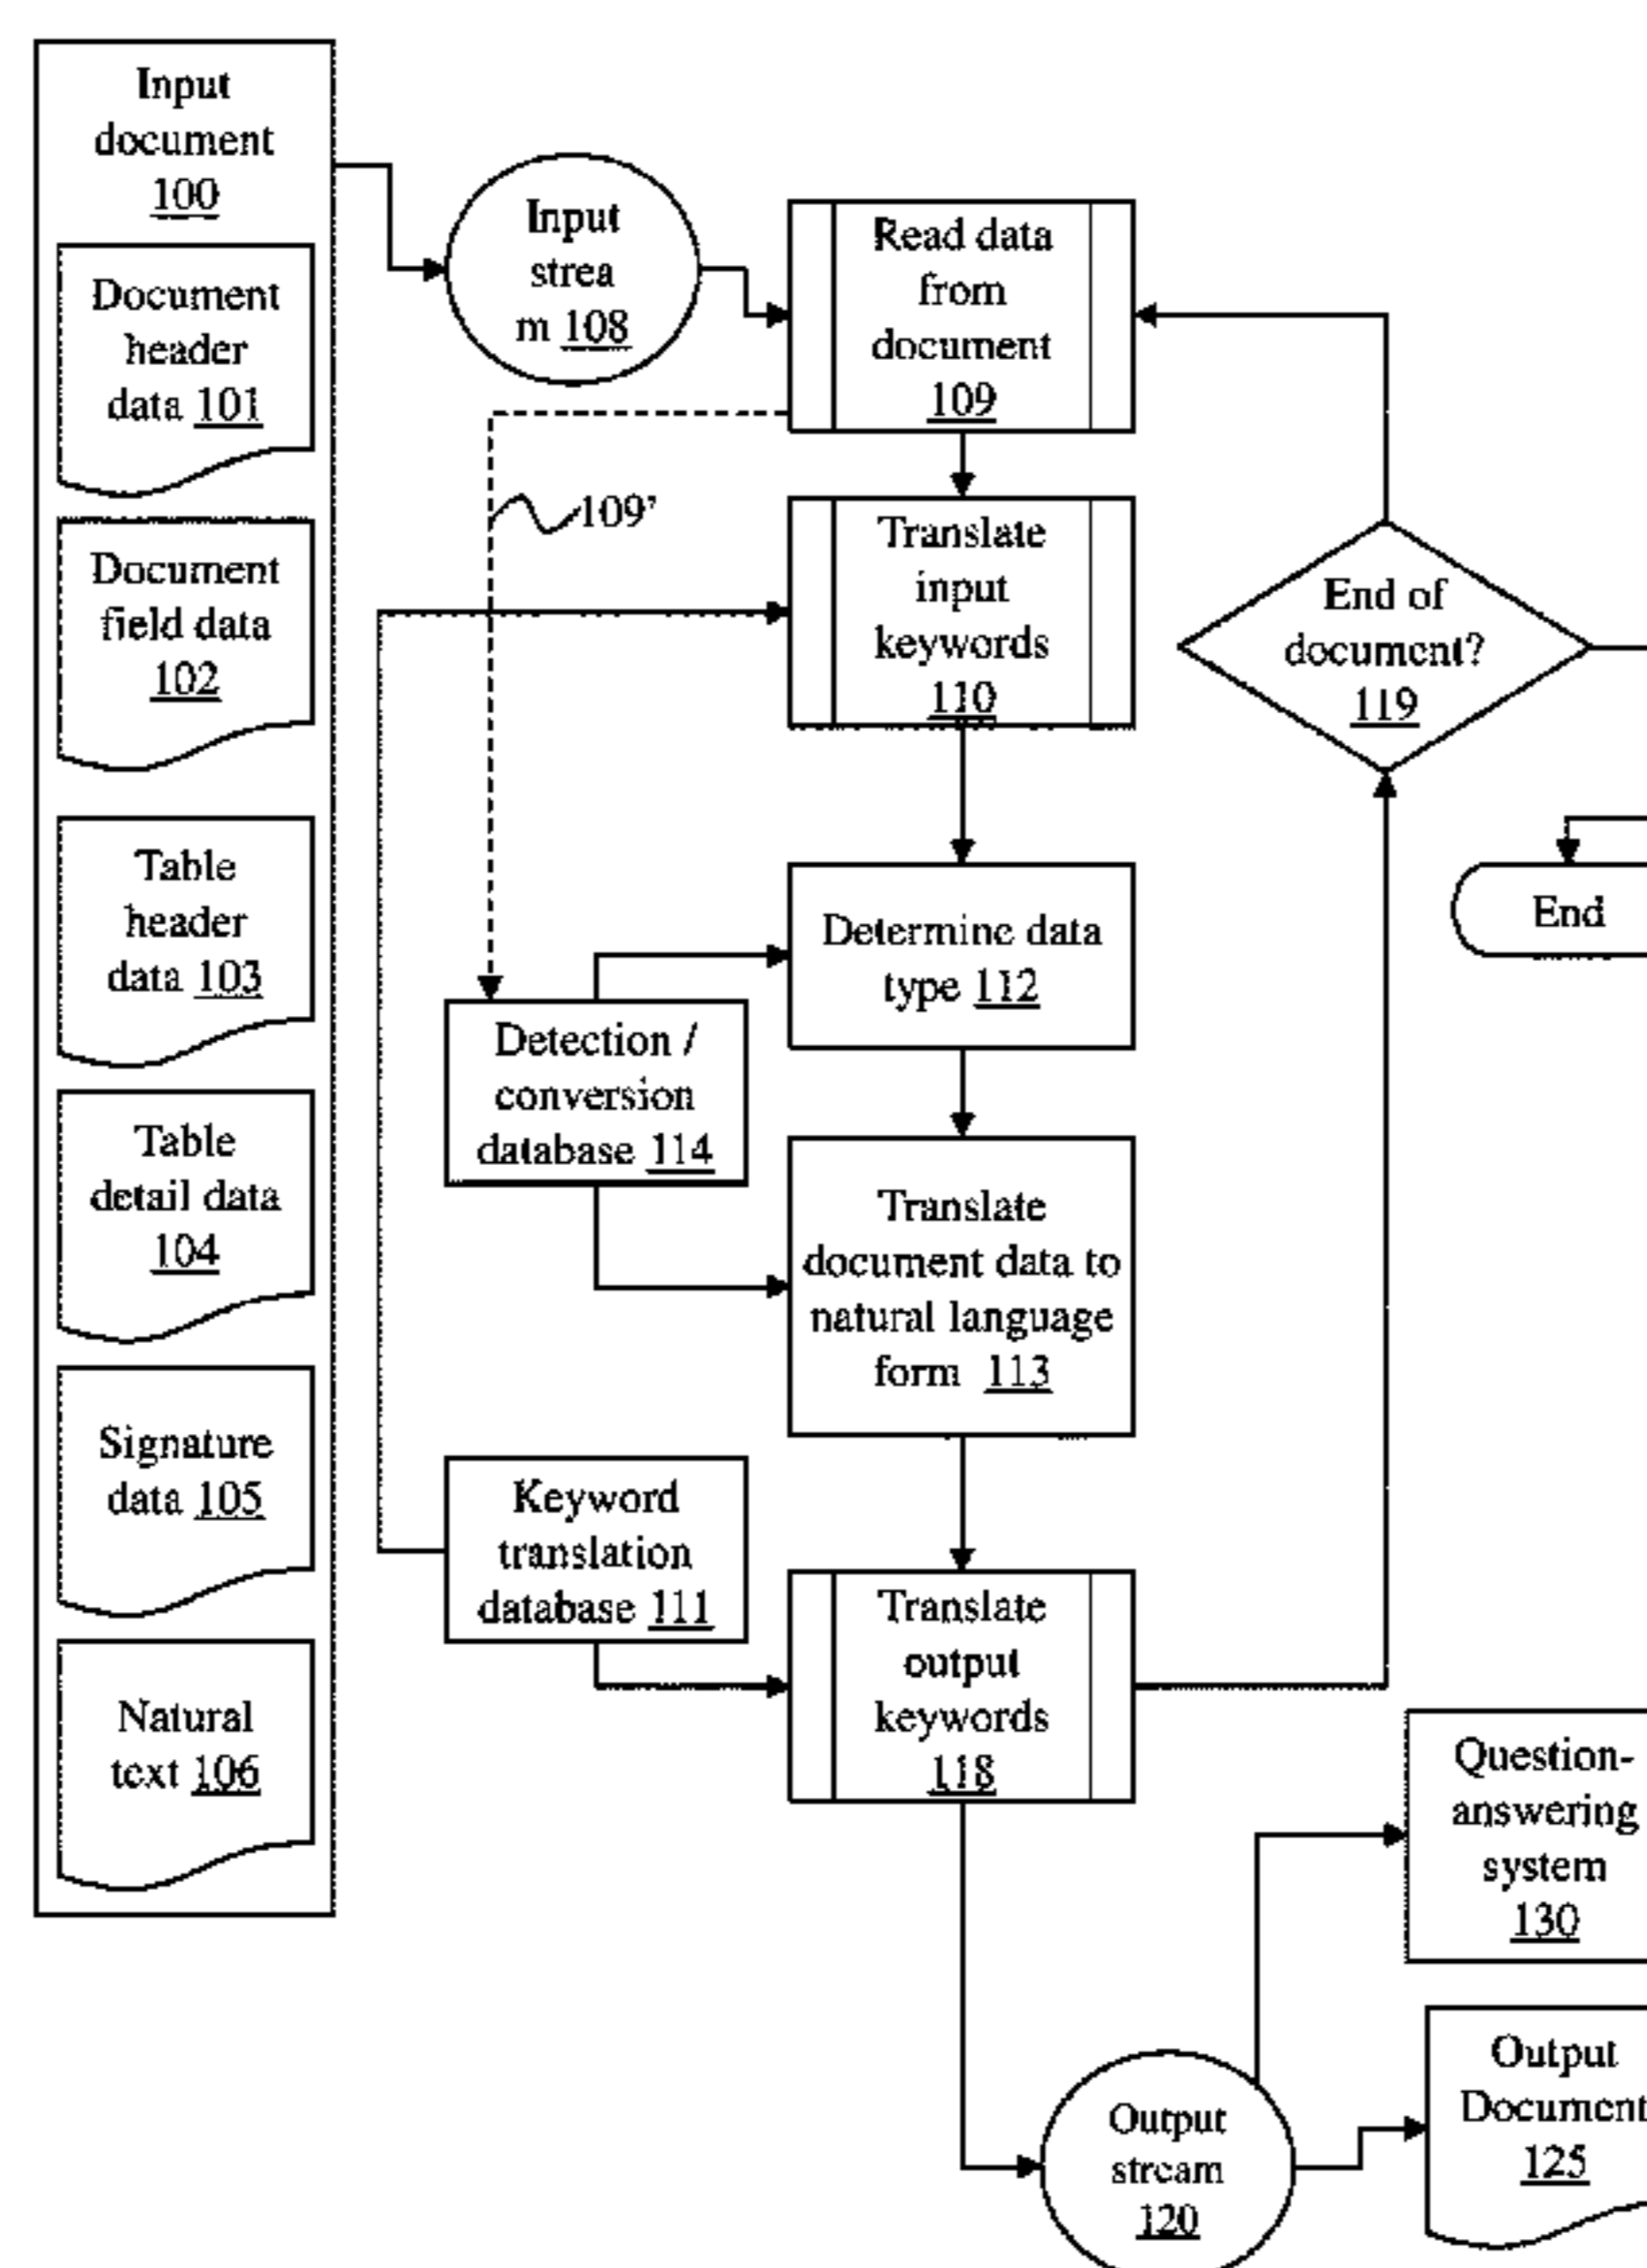 Input
document
100
Document
header
data 101
Document
field data
102
Table
header
data 103
Table
detail data
104
Signature
data 105
Natural
text 106
Input
strea
m 108
Read data
from
document
109
109'
Translate
input
keywords
110
End of
document?
119
End
Determine data
type 112
Detection /
conversion
database 114
Translate
document data to
natural language
form 113
Keyword
translation
database 111
Translate
output
keywords
118
Question-
answering
system
130
Output
stream
120
Output
Document
125